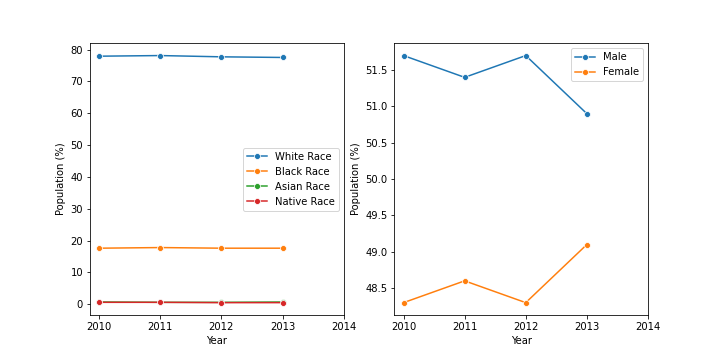 80
70
60
50
40
30
20
10
0
Population (%)
2010 2011 2012 2013 2014
Year
White Race
Black Race
Asian Race
Native Race
51.5
51.0
50.5
50.0
49.5
49.0
48.5
Population (%)
2010 2011 2012 2013 2014
Year
Male
Female